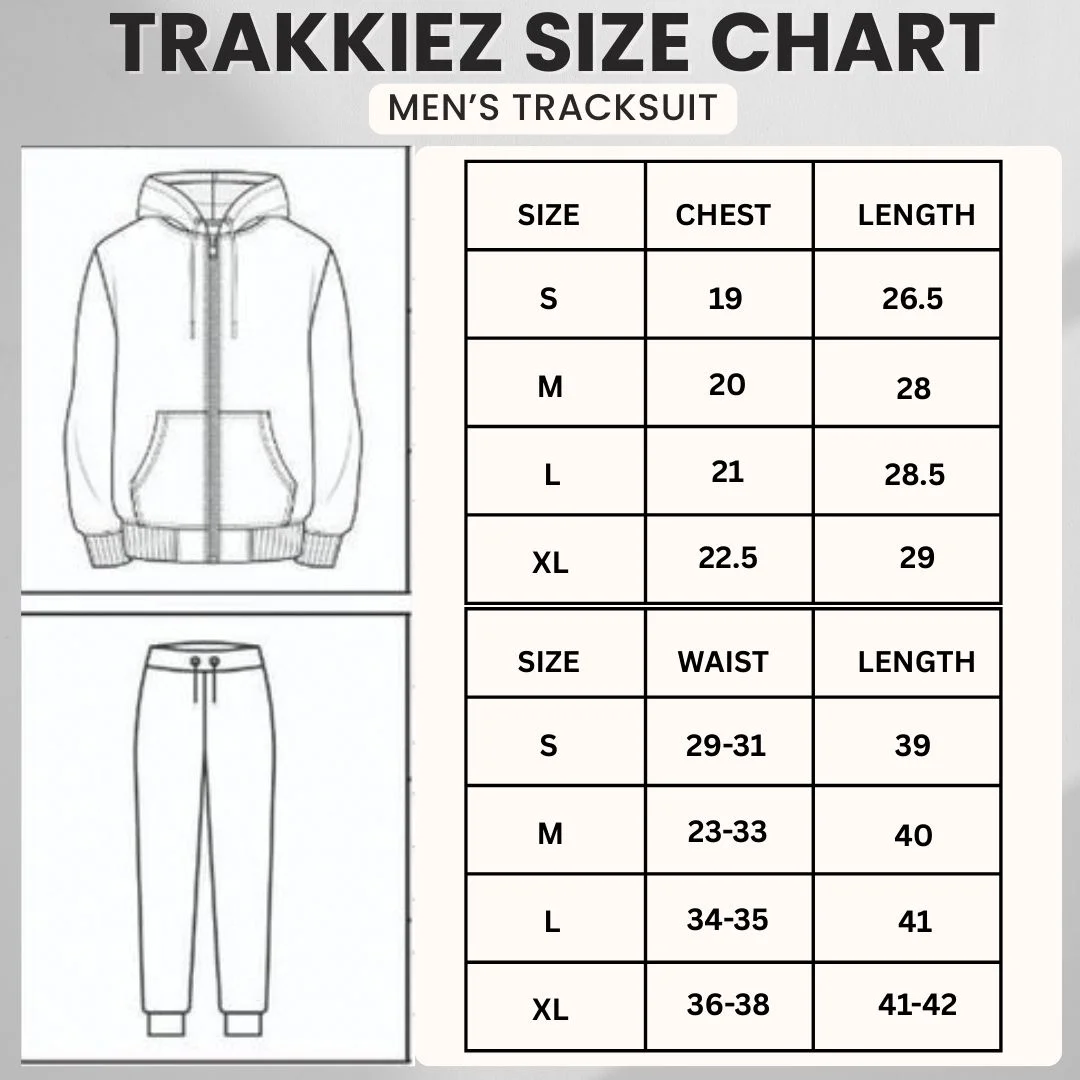 TRAKKIEZ SIZE CHART
MEN'S TRACKSUIT
SIZE CHEST LENGTH
S 19 26.5
M 20 28
L 21 28.5
XL 22.5 29
SIZE WAIST LENGTH
S 29-31 39
M 23-33 40
L 34-35 41
XL 36-38 41-42